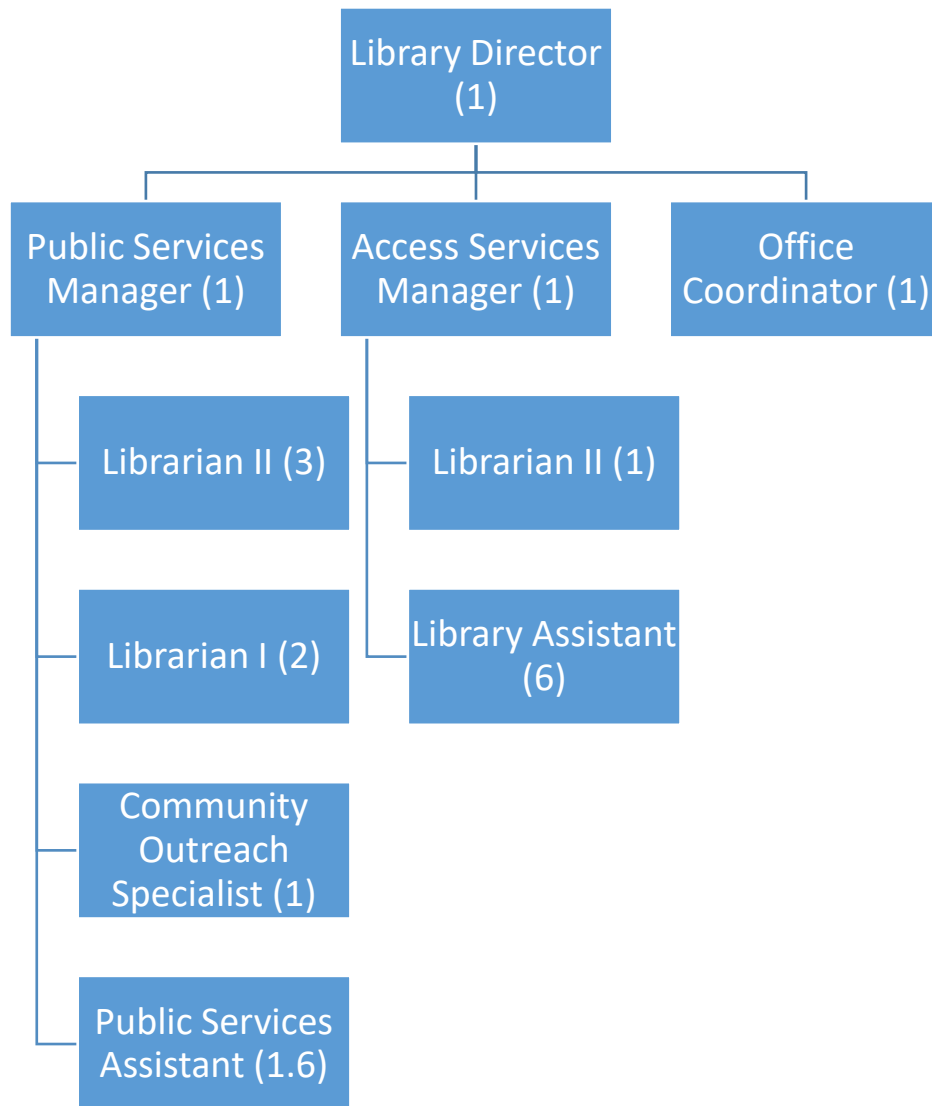 Library Director
(1)
Public Services
Manager (1)
Access Services
Manager (1)
Office
Coordinator (1)
Librarian II (3)
Librarian I (2)
Community
Outreach
Specialist (1)
Public Services
Assistant (1.6)
Librarian II (1)
Library Assistant
(6)